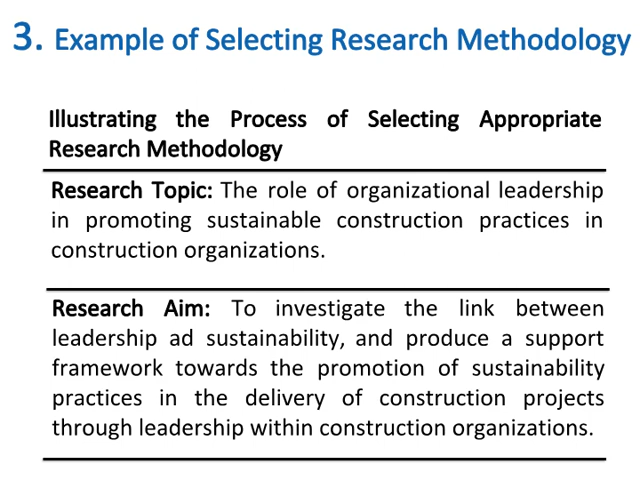 3. Example of Selecting Research Methodology
Illustrating the Process of Selecting Appropriate
Research Methodology
Research Topic: The role of organizational leadership
in promoting sustainable construction practices in
construction organizations.
Research Aim: To investigate the link between
leadership ad sustainability, and produce a support
framework towards the promotion of sustainability
practices in the delivery of construction projects
through leadership within construction organizations.